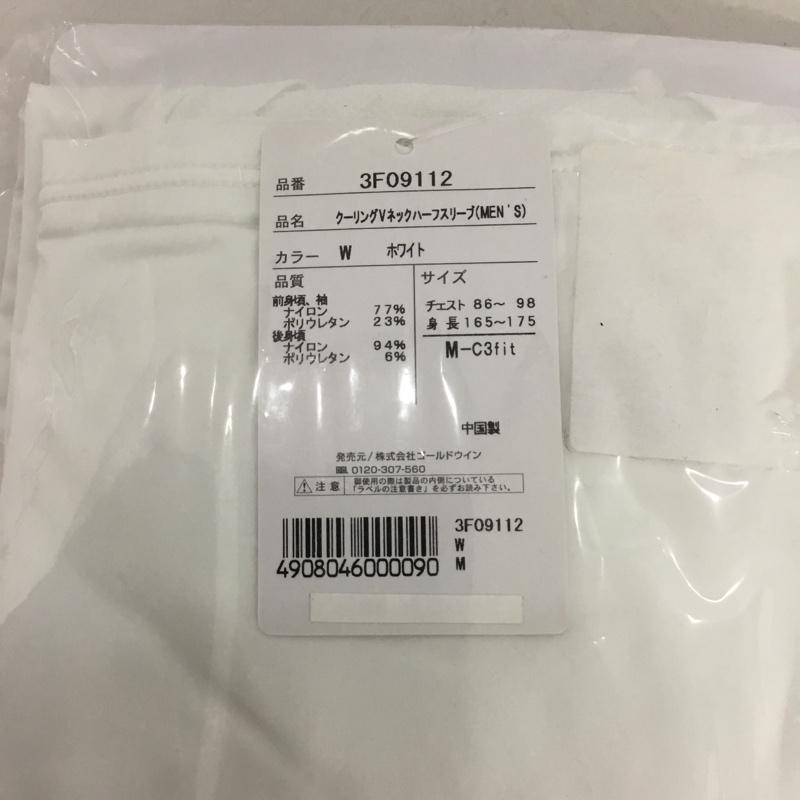 品番 3F09112
品名 クーリングVネックハーフスリーブ(MEN'S)
カラー W ホワイト
品質
前身頃、袖
ナイロン 77%
ポリウレタン 23%
後身頃
ナイロン 94%
ポリウレタン 6%
サイズ
チェスト 86～ 98
身 長 165～175
M-C3fit
中国製
発売元/株式会社ゴールドウイン
0120-307-560
注意 御使用の際は製品の内側についている
「ラベルの注意書き」を必ずお読み下さい。
4908046000090
3F09112
W
M